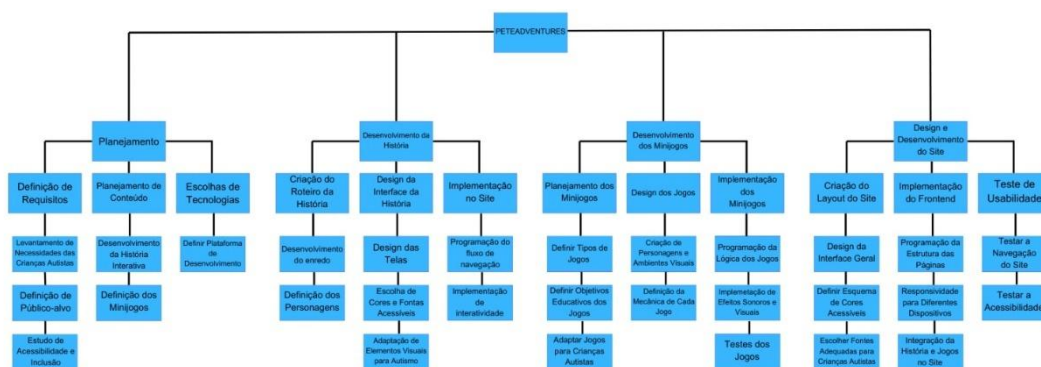 PETEADVENTURES
Planejamento
Desenvolvimento da
História
Desenvolvimento
dos Minijogos
Design e
Desenvolvimento
do Site
Definição de
Requisitos
Planejamento de
Conteúdo
Escolhas de
Tecnologias
Criação do
Roteiro da
História
Design da
Interface da
História
Implementação
no Site
Planejamento dos
Minijogos
Design dos Jogos
Implementação
dos
Minijogos
Criação do
Layout do Site
Implementação
do Frontend
Teste de
Usabilidade
Levantamento de
Necessidades das
Crianças Autistas
Desenvolvimento
da História
Interativa
Definir Plataforma
de Desenvolvimento
Desenvolvimento
do enredo
Design das
Telas
Programação do
fluxo de
navegação
Definir Tipos de
Jogos
Criação de
Personagens e
Ambientes Visuais
Programação da
Lógica dos Jogos
Design da
Interface Geral
Programação da
Estrutura das
Páginas
Testar a
Navegação
do Site
Definição de
Público-alvo
Definição dos
Minijogos
Definição dos
Personagens
Escolha de
Cores e Fontas
Acessíveis
Implementação
de
interatividade
Definir Objetivos
Educativos dos
Jogos
Definição da
Mecânica de Cada
Jogo
Implemetação de
Efeitos Sonoros e
Visuais
Definir Esquema
de Cores
Acessíveis
Responsividade
para Diferentes
Dispositivos
Testar a
Acessibilidade
Estudo de
Acessibilidade e
Inclusão
Adaptação de
Elementos Visuais
para Autismo
Adaptar Jogos
para Crianças
Autistas
Testes dos
Jogos
Escolher Fontes
Adequadas para
Crianças Autistas
Integração da
História e Jogos no
Site